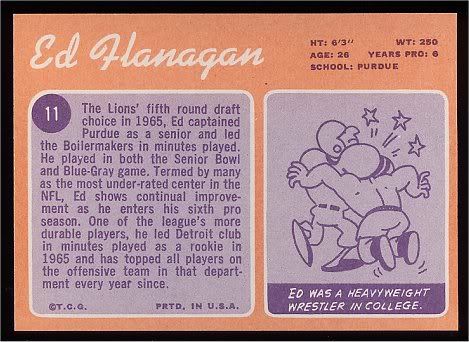 Ed Flanagan
HT: 6'3" WT: 250
AGE: 26 YEARS PRO: 6
SCHOOL: PURDUE
11
The Lions' fifth round draft
choice in 1965, Ed captained
Purdue as a senior and led
the Boilermakers in minutes played.
He played in both the Senior Bowl
and Blue-Gray game. Termed by many
as the most under-rated center in the
NFL, Ed shows continual improve-
ment as he enters his sixth pro
season. One of the league's more
durable players, he led Detroit club
in minutes played as a rookie in
1965 and has topped all players on
the offensive team in that depart-
ment every year since.
©T.C.G. PRTD. IN U.S.A.
ED WAS A HEAVYWEIGHT
WRESTLER IN COLLEGE.